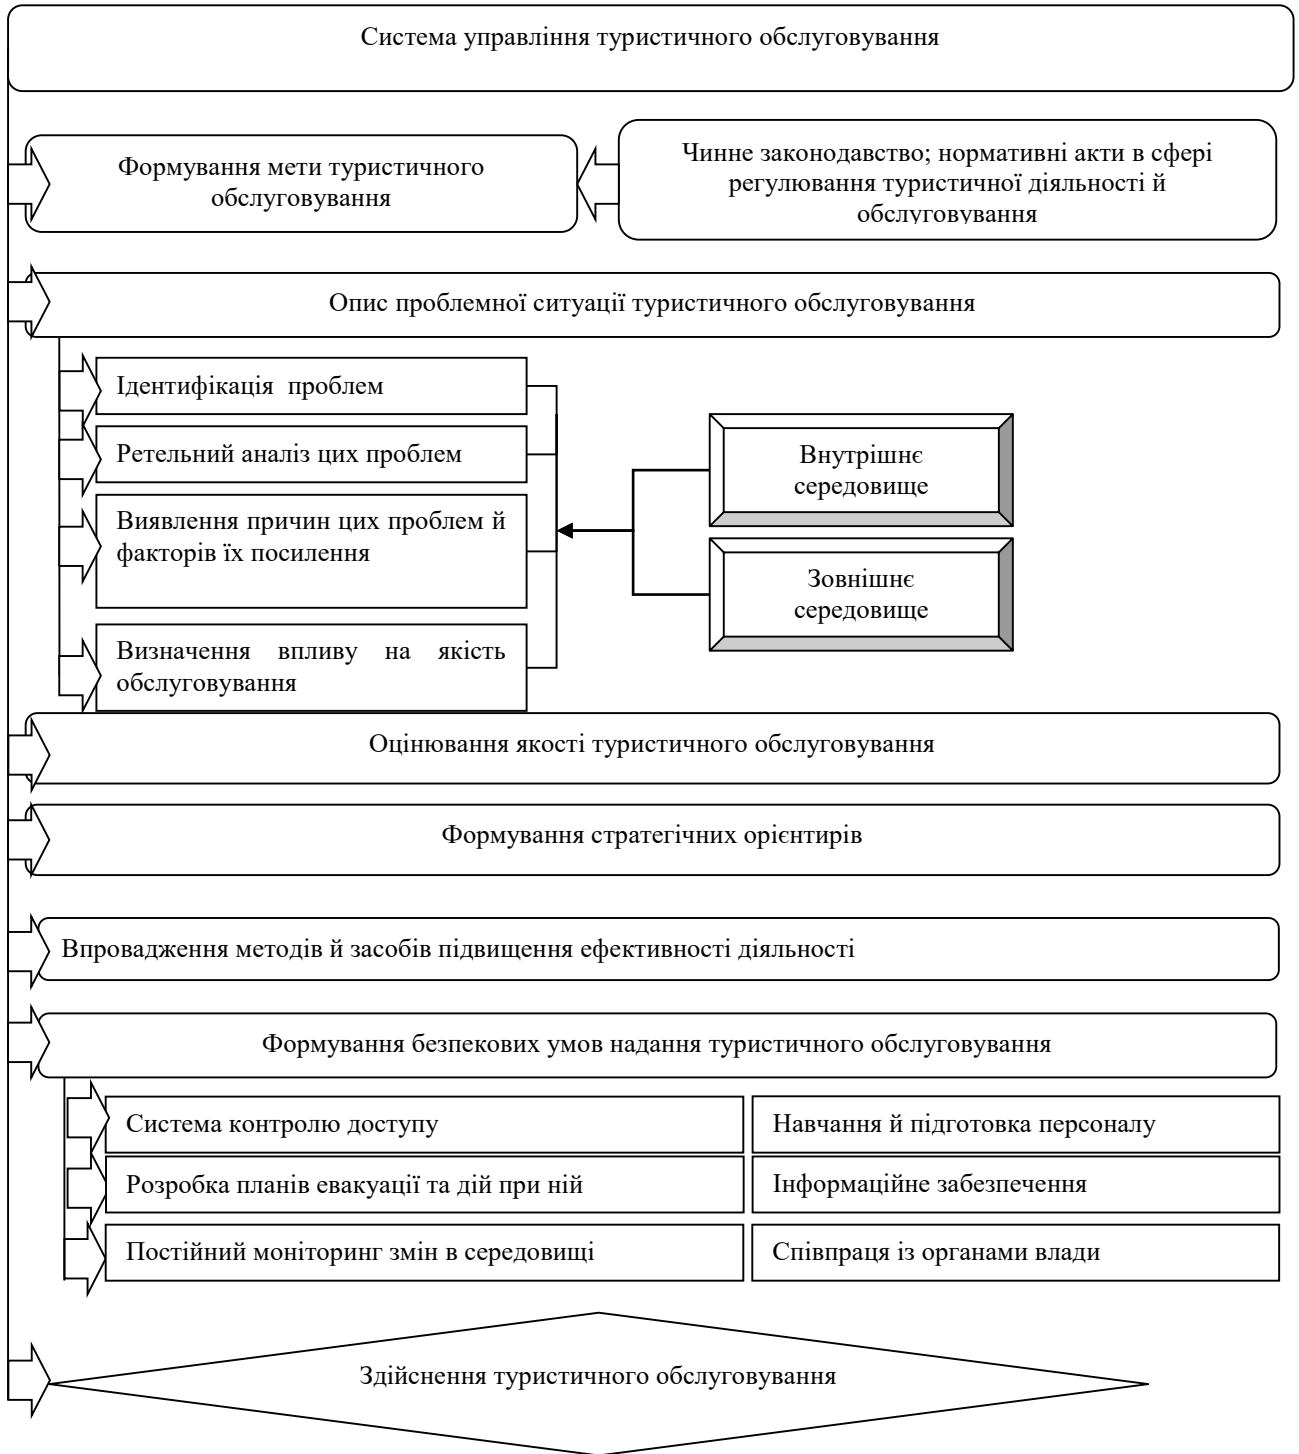 Система управління туристичного обслуговування
Формування мети туристичного
обслуговування
Чинне законодавство; нормативні акти в сфері
регулювання туристичної діяльності й
обслуговування
Опис проблемної ситуації туристичного обслуговування
Ідентифікація проблем
Ретельний аналіз цих проблем
Виявлення причин цих проблем й
факторів їх посилення
Визначення впливу на якість
обслуговування
Внутрішнє
середовище
Зовнішнє
середовище
Оцінювання якості туристичного обслуговування
Формування стратегічних орієнтирів
Впровадження методів й засобів підвищення ефективності діяльності
Формування безпекових умов надання туристичного обслуговування
Система контролю доступу
Навчання й підготовка персоналу
Розробка планів евакуації та дій при ній
Інформаційне забезпечення
Постійний моніторинг змін в середовищі
Співпраця із органами влади
Здійснення туристичного обслуговування